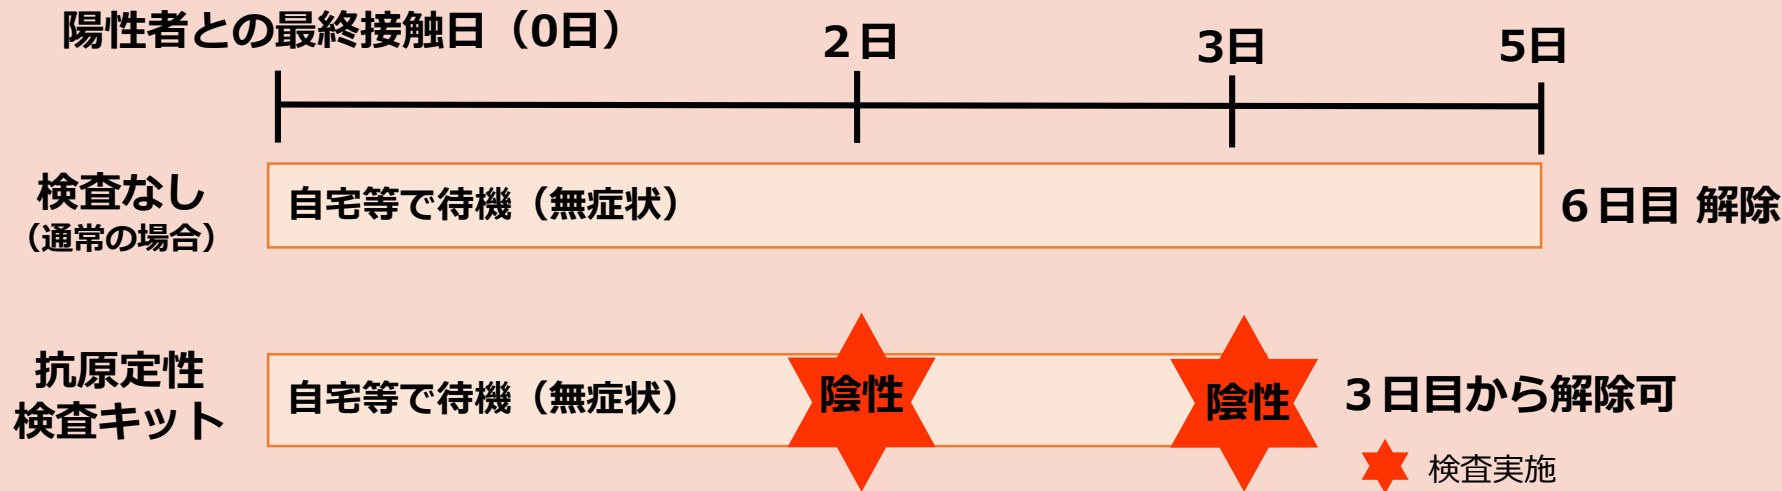 陽性者との最終接触日（0日）
２日
3日
5日
検査なし
（通常の場合）
自宅等で待機（無症状）
６日目 解除
抗原定性
検査キット
自宅等で待機（無症状）
陰性
陰性
３日目から解除可
検査実施